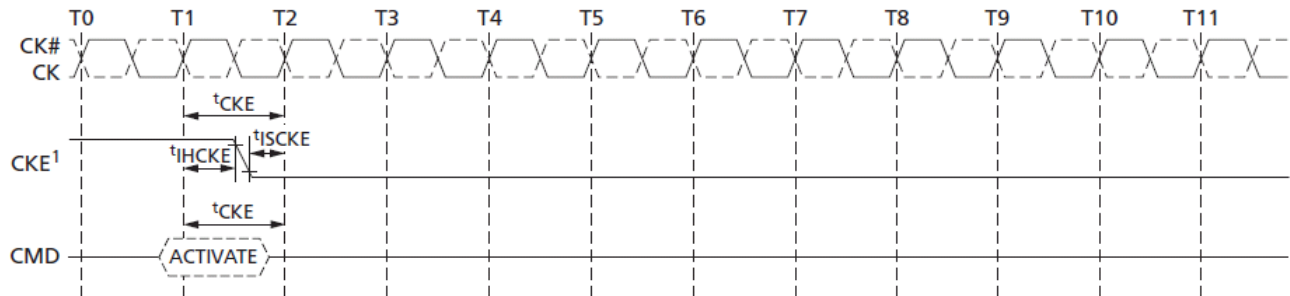 T0 T1 T2 T3 T4 T5 T6 T7 T8 T9 T10 T11
CK#
CK
tCKE
tISCKE
CKE1
tIHCKE
tCKE
CMD
ACTIVATE